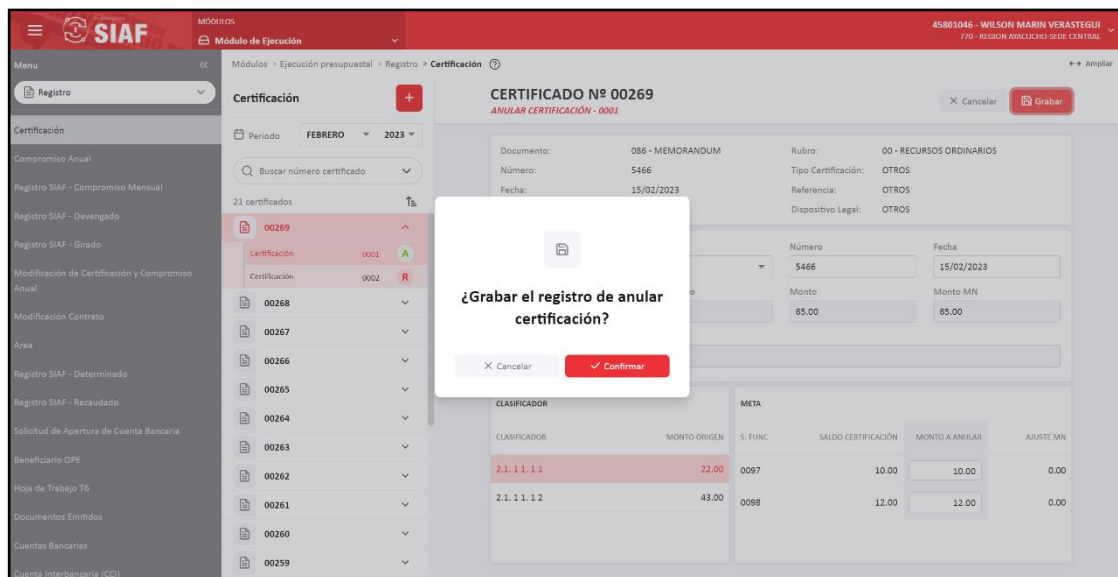 SIAF
MÓDULOS
Módulo de Ejecución
45801046 - WILSON MARIN VERASTEGUI
770 - REGION AYACUCHO-SEDE CENTRAL
Menu
Registro
Certificación
Compromiso Anual
Registro SIAF - Compromiso Mensual
Registro SIAF - Devengado
Registro SIAF - Girado
Modificación de Certificación y Compromiso
Anual
Modificación Contrato
Area
Registro SIAF - Determinado
Registro SIAF - Recaudado
Solicitud de Apertura de Cuenta Bancaria
Beneficiario OPE
Hoja de Trabajo T6
Documentos Emitidos
Cuentas Bancarias
Cuenta Interbancaria (CCI)
Módulos > Ejecución presupuestal > Registro > Certificación
Ampliar
Certificación
Periodo FEBRERO 2023
Buscar número certificado
21 certificados
00269
Certificación 0001 A
Certificación 0002 R
00268
00267
00266
00265
00264
00263
00262
00261
00260
00259
CERTIFICADO Nº 00269
ANULAR CERTIFICACIÓN - 0001
Cancelar
Grabar
Documento: 086 - MEMORANDUM Rubro: 00 - RECURSOS ORDINARIOS
Número: 5466 Tipo Certificación: OTROS
Fecha: 15/02/2023 Referencia: OTROS
Dispositivo Legal: OTROS
Número Fecha
5466 15/02/2023
Monto Monto MN
65.00 65.00
¿Grabar el registro de anular
certificación?
Cancelar
Confirmar
CLASIFICADOR META
CLASIFICADOR MONTO ORIGEN S. FUNC SALDO CERTIFICACIÓN MONTO A ANULAR AJUSTE MN
2.1. 1 1. 1 1 22.00 0097 10.00 10.00 0.00
2.1. 1 1. 1 2 43.00 0098 12.00 12.00 0.00